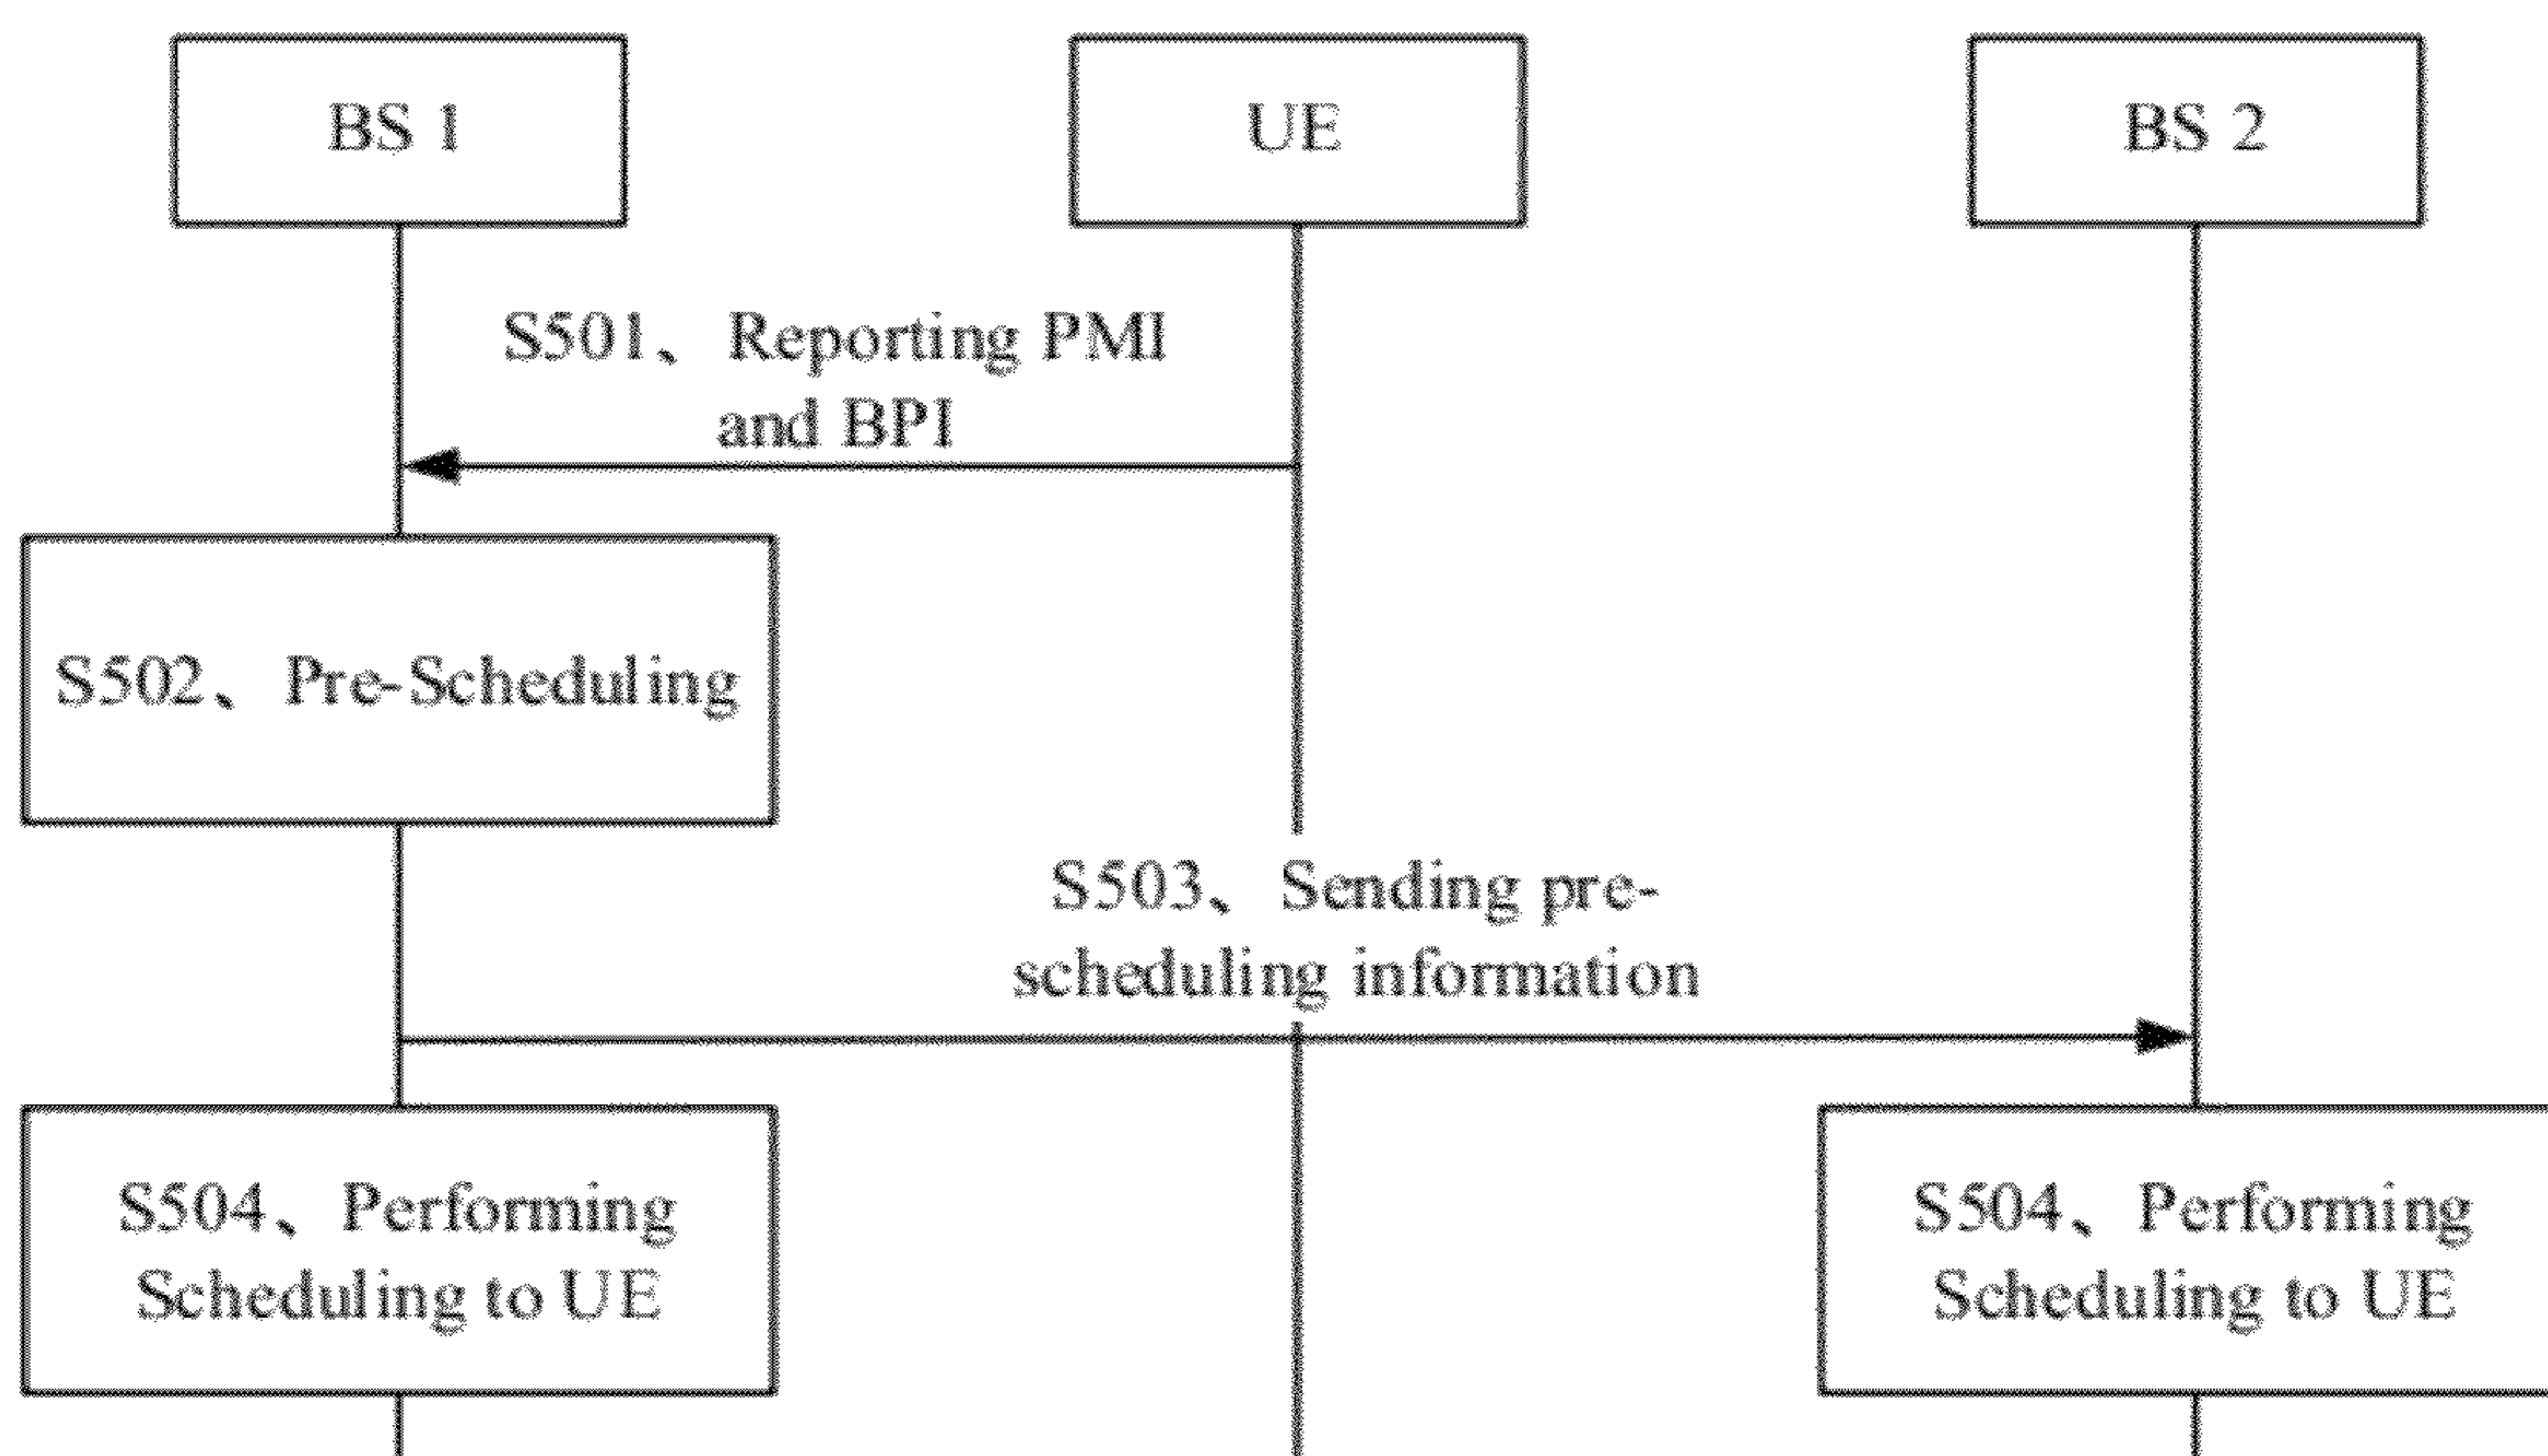 BS 1
UE
BS 2
S501、Reporting PMI
and BPI
S502、Pre-Scheduling
S503、Sending pre-
scheduling information
S504、Performing
Scheduling to UE
S504、Performing
Scheduling to UE